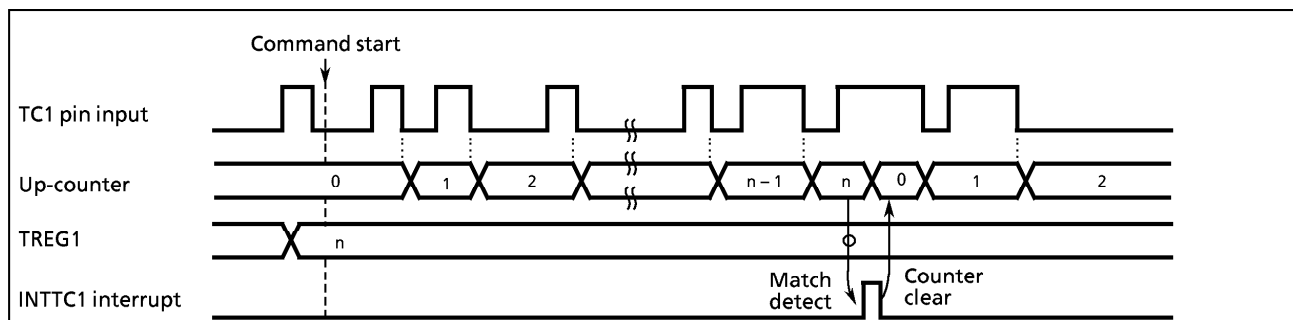 Command start
TC1 pin input
Up-counter
0 1 2 n – 1 n 0 1 2
TREG1
n
Match
detect
Counter
clear
INTTC1 interrupt